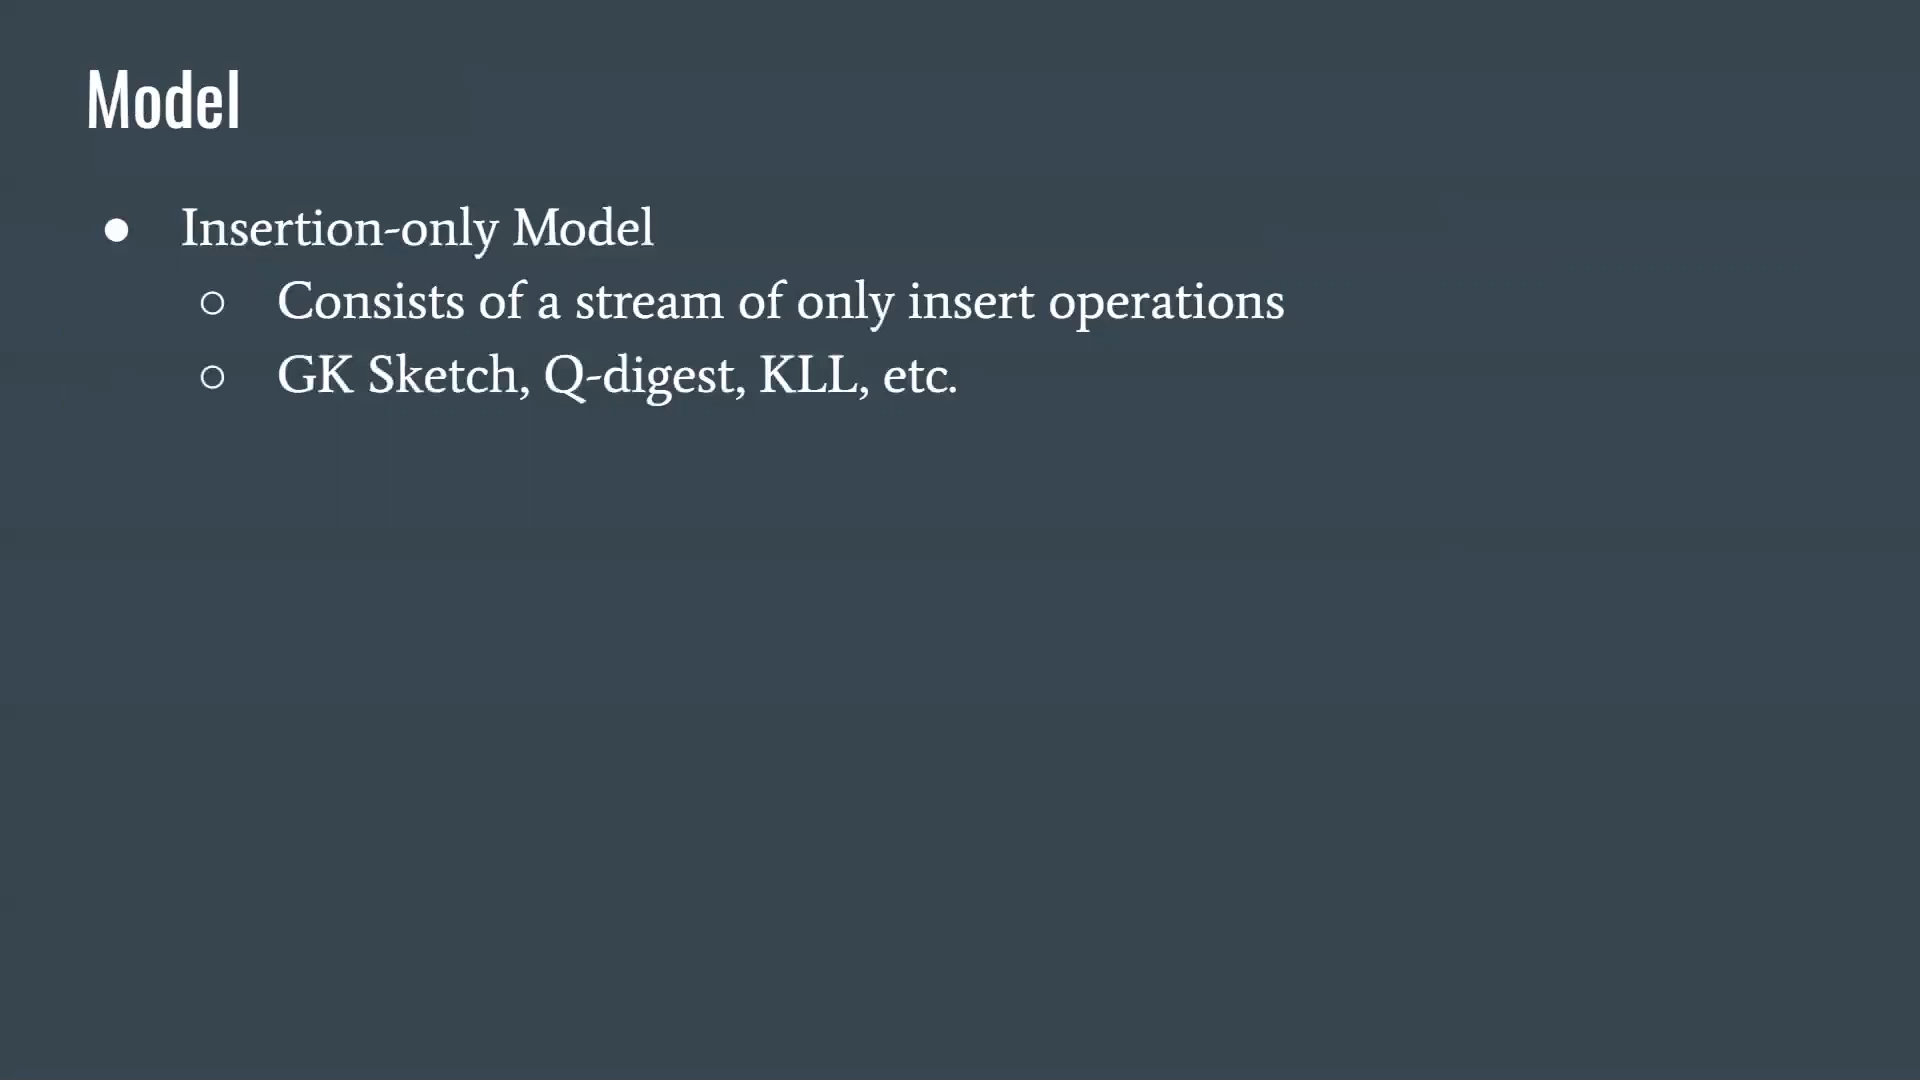 Model
● Insertion-only Model
○ Consists of a stream of only insert operations
○ GK Sketch, Q-digest, KLL, etc.